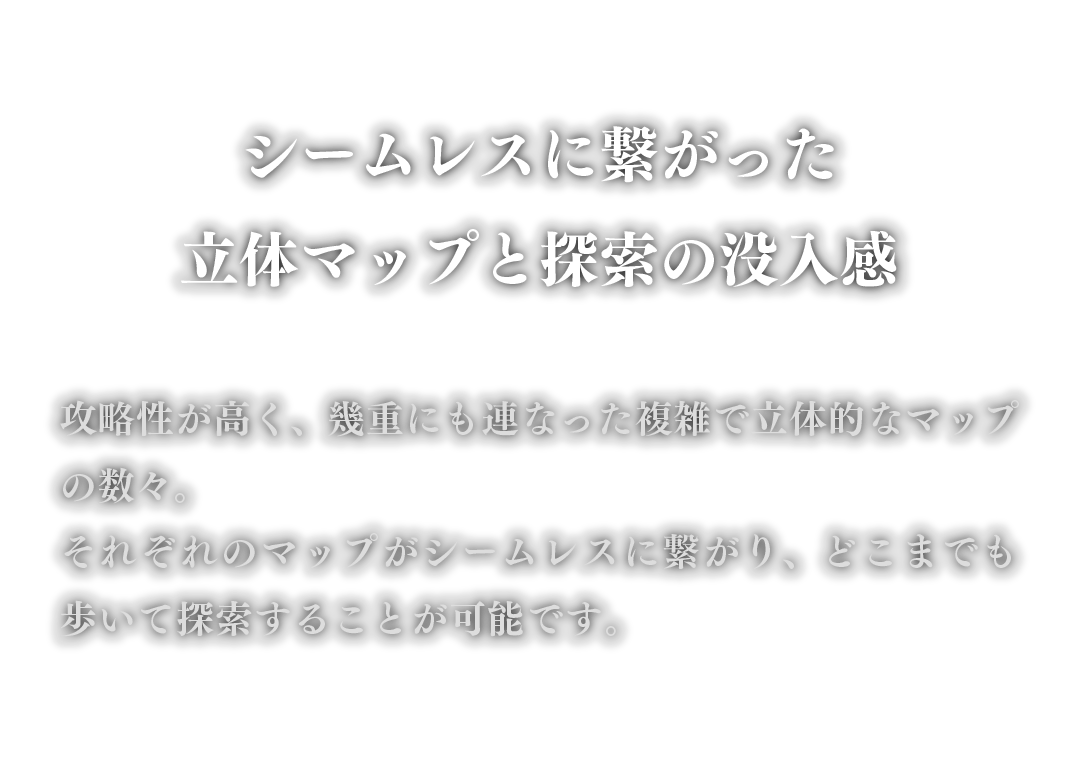 シームレスに繋がった
立体マップと探索の没入感
攻略性が高く、幾重にも連なった複雑で立体的なマップ
の数々。
それぞれのマップがシームレスに繋がり、どこまでも
歩いて探索することが可能です。